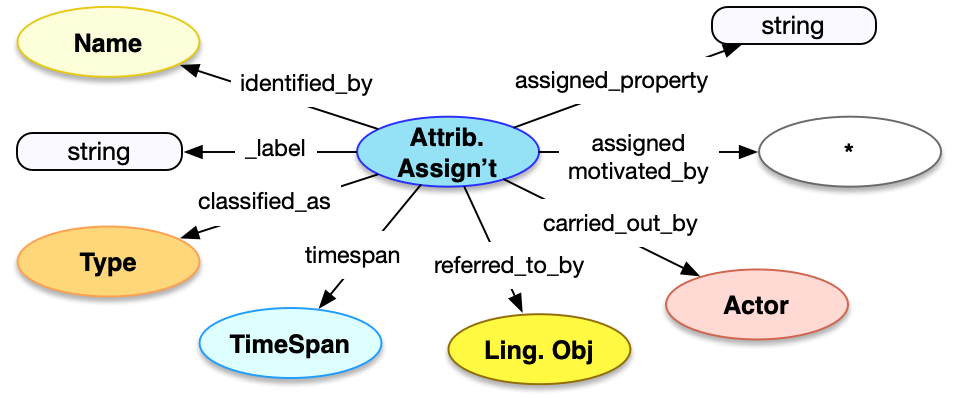 string
Name
assigned_property
identified_by
Attrib.
Assign’t
string
_label
assigned
motivated_by
*
classified_as
carried_out_by
timespan
referred_to_by
Type
Actor
TimeSpan
Ling. Obj